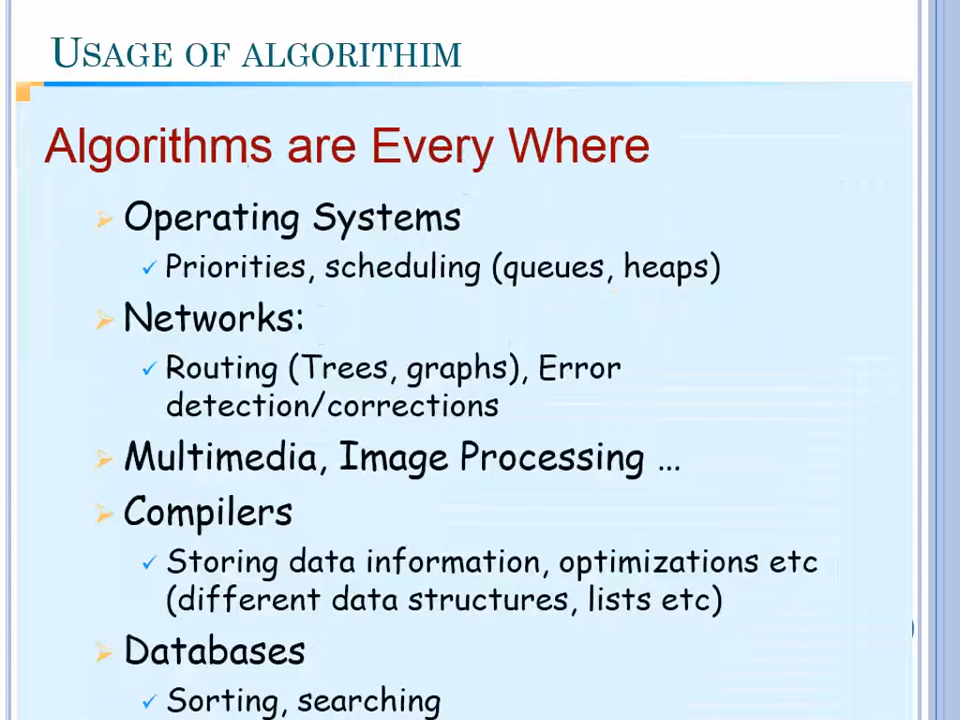 USAGE OF ALGORITHIM
Algorithms are Every Where
Operating Systems
Priorities, scheduling (queues, heaps)
Networks:
Routing (Trees, graphs), Error
detection/corrections
Multimedia, Image Processing ...
Compilers
Storing data information, optimizations etc
(different data structures, lists etc)
Databases
Sorting, searching